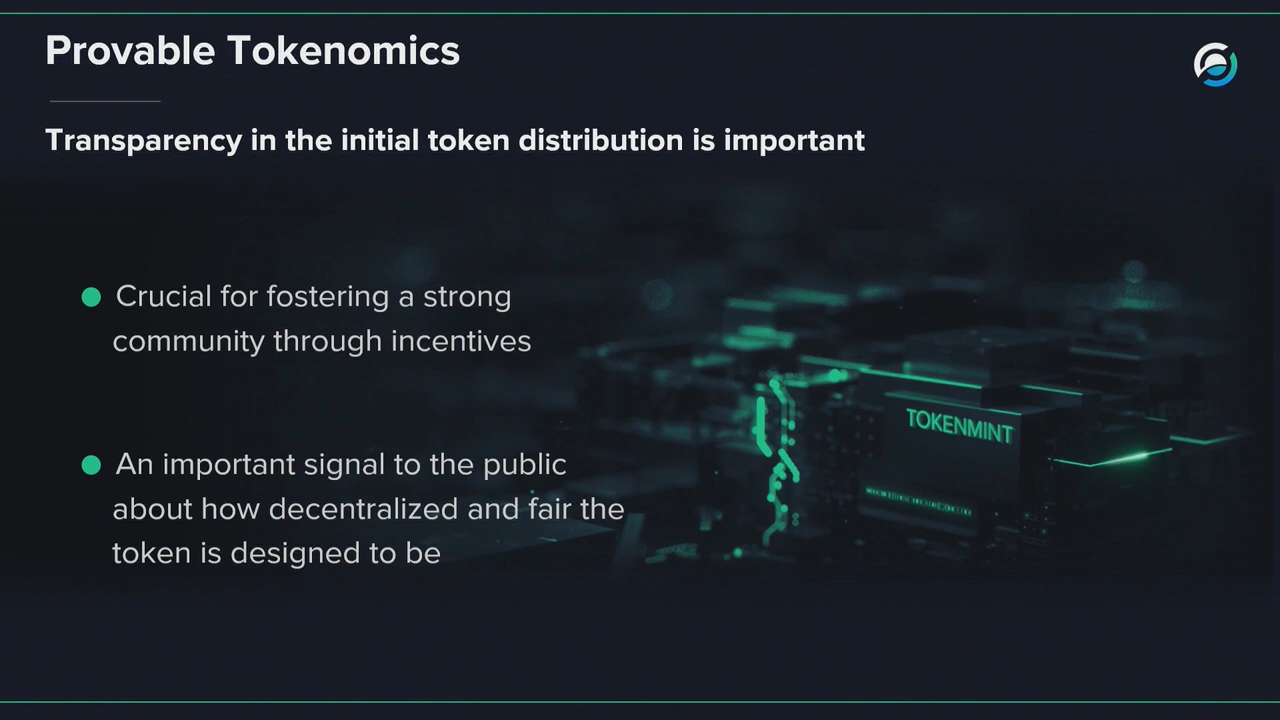 Provable Tokenomics
Transparency in the initial token distribution is important
Crucial for fostering a strong
community through incentives
An important signal to the public
about how decentralized and fair the
token is designed to be
TOKENMINT